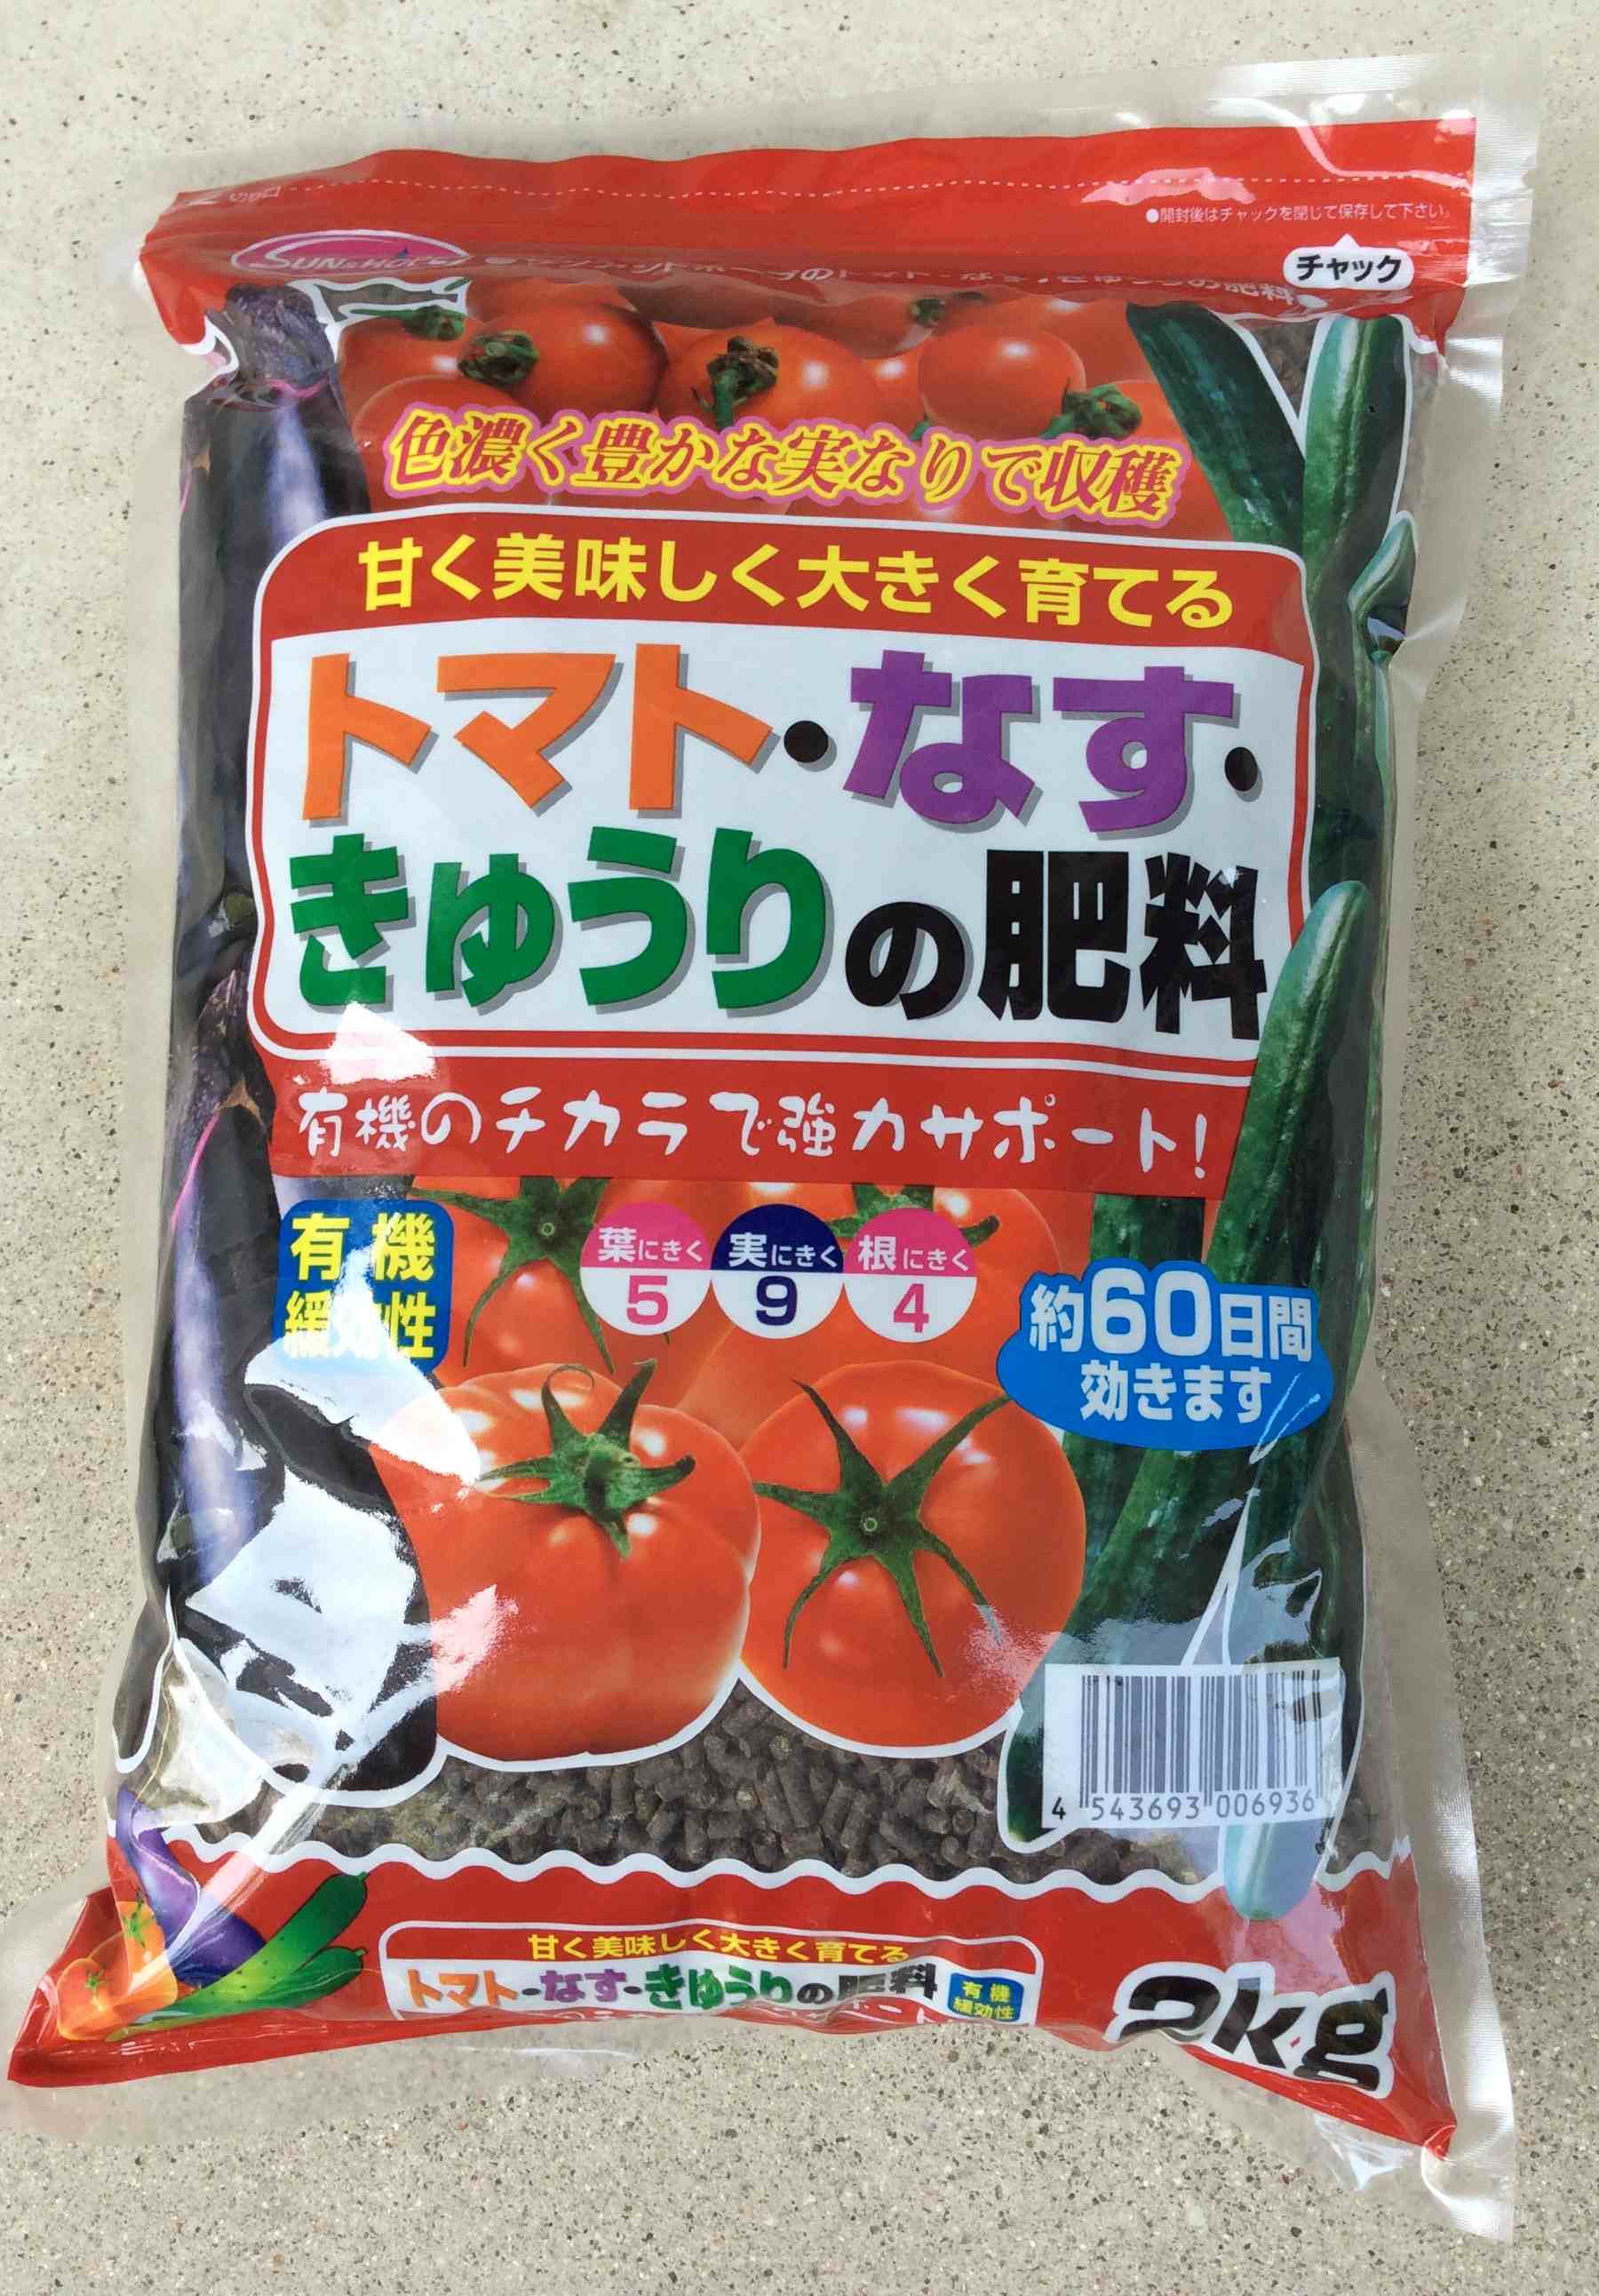 ●開封後はチャックを閉じて保存して下さい。
チャック
SUN&HOPE
色濃く豊かな実なりで収穫
甘く美味しく大きく育てる
トマト・なす・
きゅうりの肥料
有機のチカラで強力サポート!
有機
緩効性
葉にきく
5
実にきく
9
根にきく
4
約60日間
効きます
4 543693 006936
甘く美味しく大きく育てる
トマト・なす・きゅうりの肥料
有機
緩効性
2kg